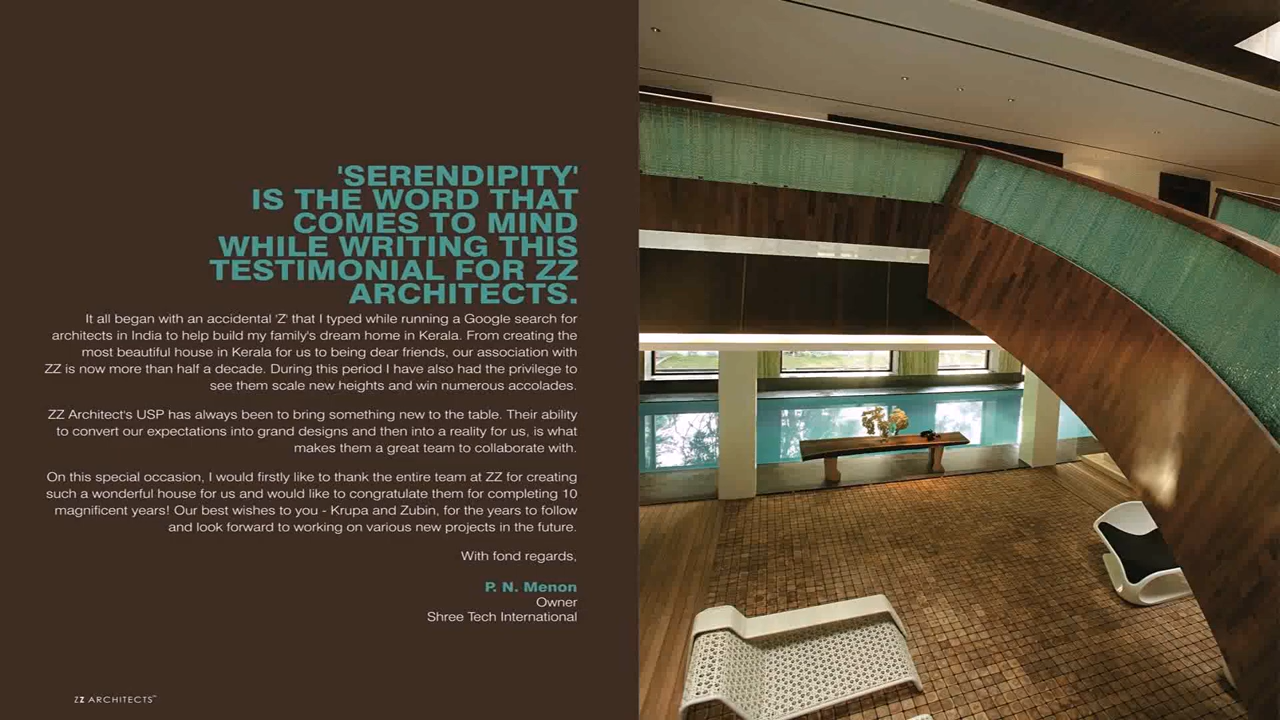 'SERENDIPITY'
IS THE WORD THAT
COMES TO MIND
WHILE WRITING THIS
TESTIMONIAL FOR ZZ
ARCHITECTS.
It all began with an accidental 'Z' that I typed while running a Google search for
architects in India to help build my family's dream home in Kerala. From creating the
most beautiful house in Kerala for us to being dear friends, our association with
ZZ is now more than half a decade. During this period I have also had the privilege to
see them scale new heights and win numerous accolades.
ZZ Architect's USP has always been to bring something new to the table. Their ability
to convert our expectations into grand designs and then into a reality for us, is what
makes them a great team to collaborate with.
On this special occasion, I would firstly like to thank the entire team at ZZ for creating
such a wonderful house for us and would like to congratulate them for completing 10
magnificent years! Our best wishes to you - Krupa and Zubin, for the years to follow
and look forward to working on various new projects in the future.
With fond regards,
P. N. Menon
Owner
Shree Tech International
ZZ ARCHITECTS™